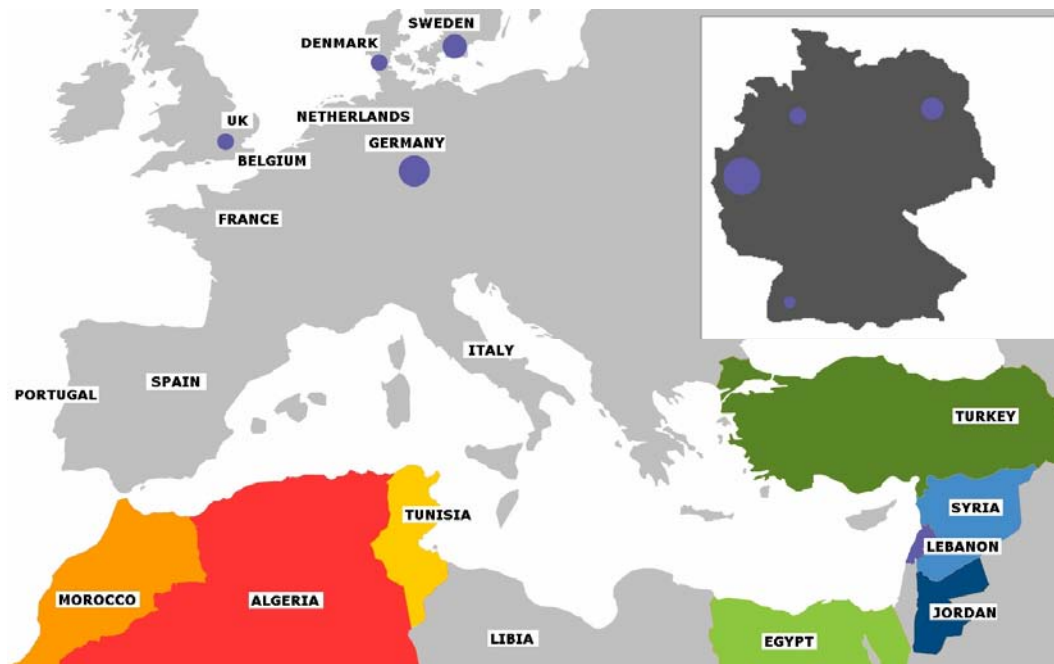 SWEDEN
DENMARK
NETHERLANDS
UK
GERMANY
BELGIUM
FRANCE
ITALY
SPAIN
PORTUGAL
TURKEY
SYRIA
TUNISIA
LEBANON
MOROCCO
ALGERIA
JORDAN
LIBIA
EGYPT